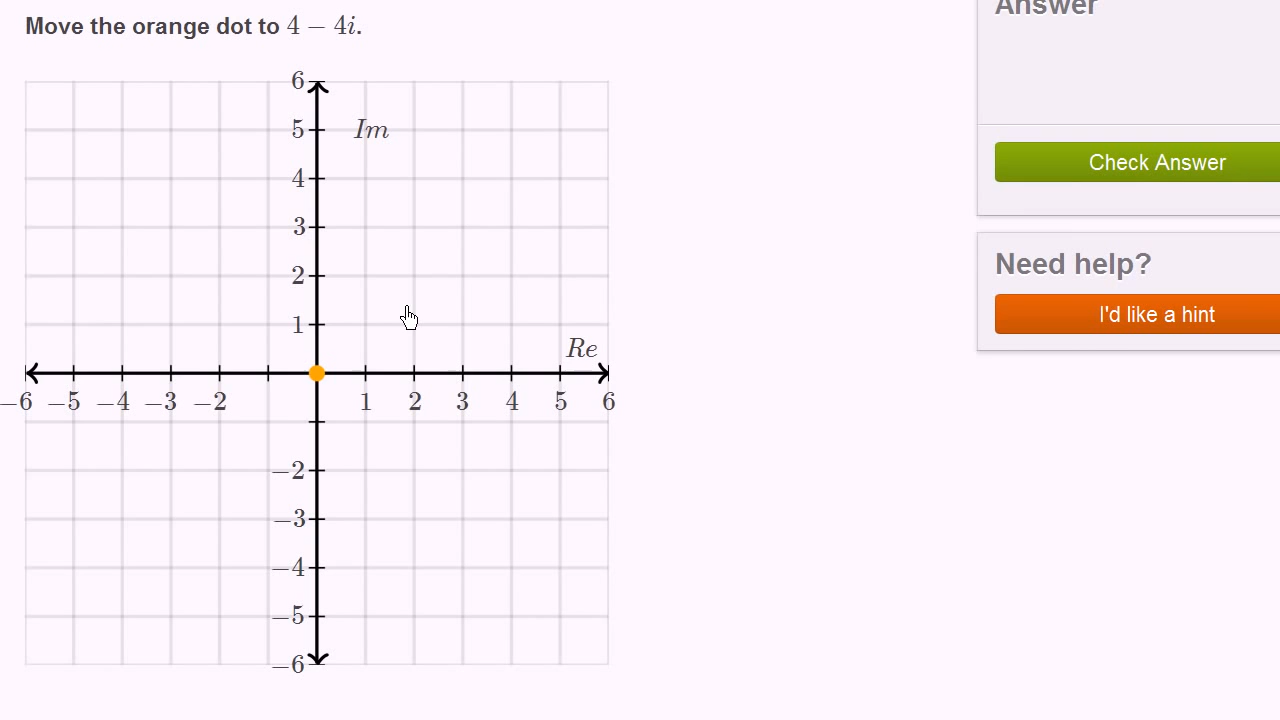 Move the orange dot to 4 − 4i.
Answer
Check Answer
Need help?
I'd like a hint
6
5
4
3
2
1
Im
Re
−6 −5 −4 −3 −2 1 2 3 4 5 6
−2
−3
−4
−5
−6